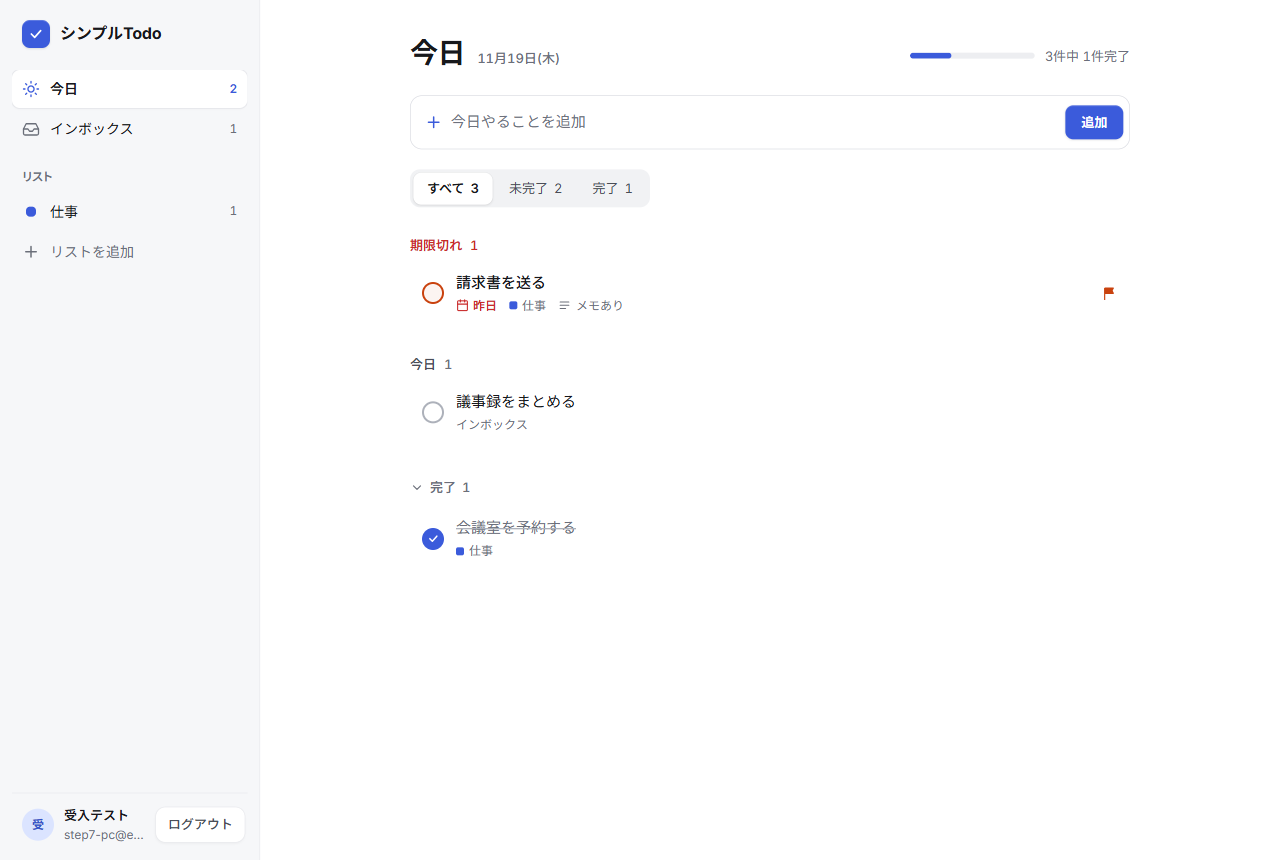 シンプルTodo
今日 2
インボックス 1
リスト
仕事 1
リストを追加
受
受入テスト
step7-pc@e...
ログアウト
今日 11月19日(木)
3件中 1件完了
今日やることを追加
追加
すべて 3 未完了 2 完了 1
期限切れ 1
請求書を送る
昨日 仕事 メモあり
今日 1
議事録をまとめる
インボックス
完了 1
会議室を予約する
仕事